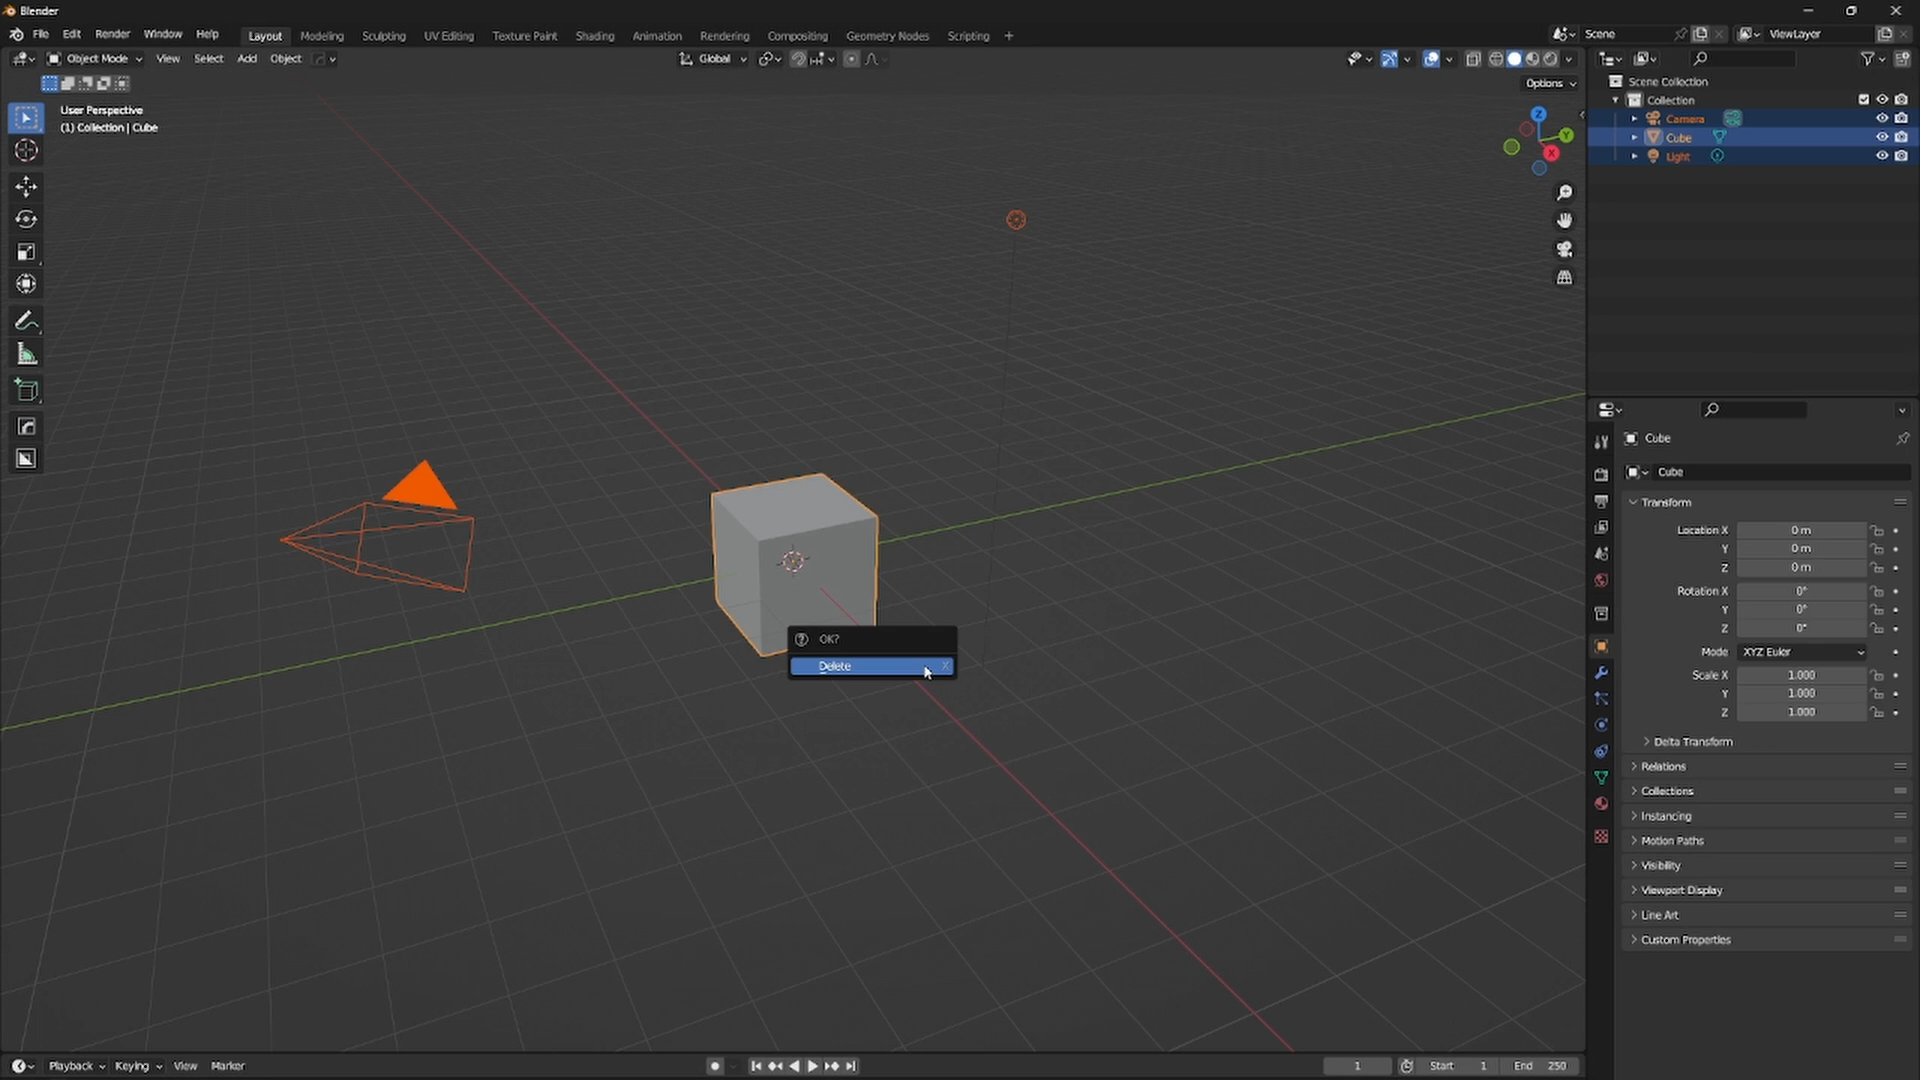 Blender
File Edit Render Window Help Layout Modeling Sculpting UV Editing Texture Paint Shading Animation Rendering Compositing Geometry Nodes Scripting + Scene ViewLayer
Object Mode View Select Add Object Global
Options
User Perspective
(1) Collection | Cube
Z
Y
X
Scene Collection
Collection
Camera
Cube
Light
OK?
Delete X
Cube
Cube
Transform
Location X 0 m
Y 0 m
Z 0 m
Rotation X 0°
Y 0°
Z 0°
Mode XYZ Euler
Scale X 1.000
Y 1.000
Z 1.000
Delta Transform
Relations
Collections
Instancing
Motion Paths
Visibility
Viewport Display
Line Art
Custom Properties
Playback Keying View Marker 1 Start 1 End 250